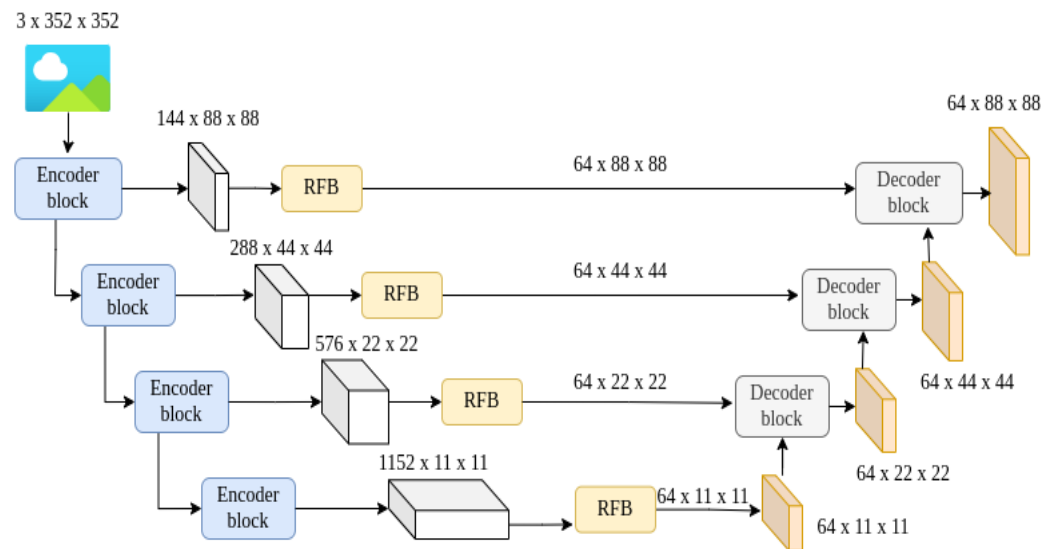 3 x 352 x 352
144 x 88 x 88
64 x 88 x 88
64 x 88 x 88
Encoder
block
RFB
Decoder
block
288 x 44 x 44
64 x 44 x 44
Encoder
block
RFB
Decoder
block
64 x 44 x 44
576 x 22 x 22
64 x 22 x 22
Encoder
block
RFB
Decoder
block
64 x 22 x 22
1152 x 11 x 11
Encoder
block
RFB
64 x 11 x 11
64 x 11 x 11